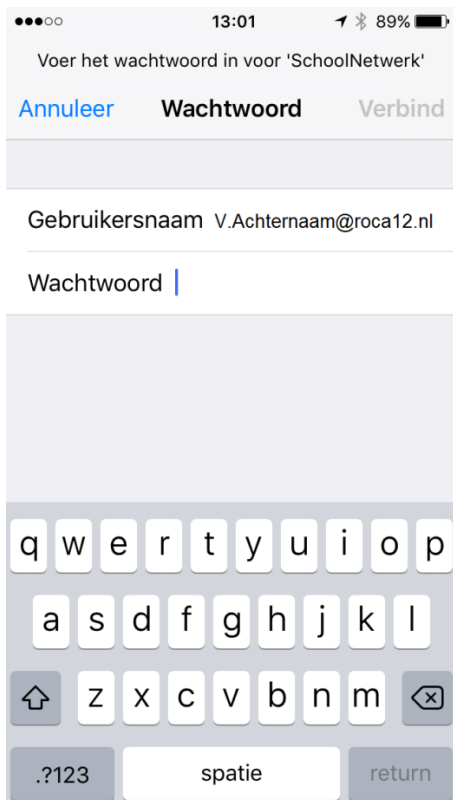 13:01 89%
Voer het wachtwoord in voor 'SchoolNetwerk'
Annuleer Wachtwoord Verbind
Gebruikersnaam V.Achternaam@roca12.nl
Wachtwoord
q w e r t y u i o p
a s d f g h j k l
z x c v b n m
.?123 spatie return